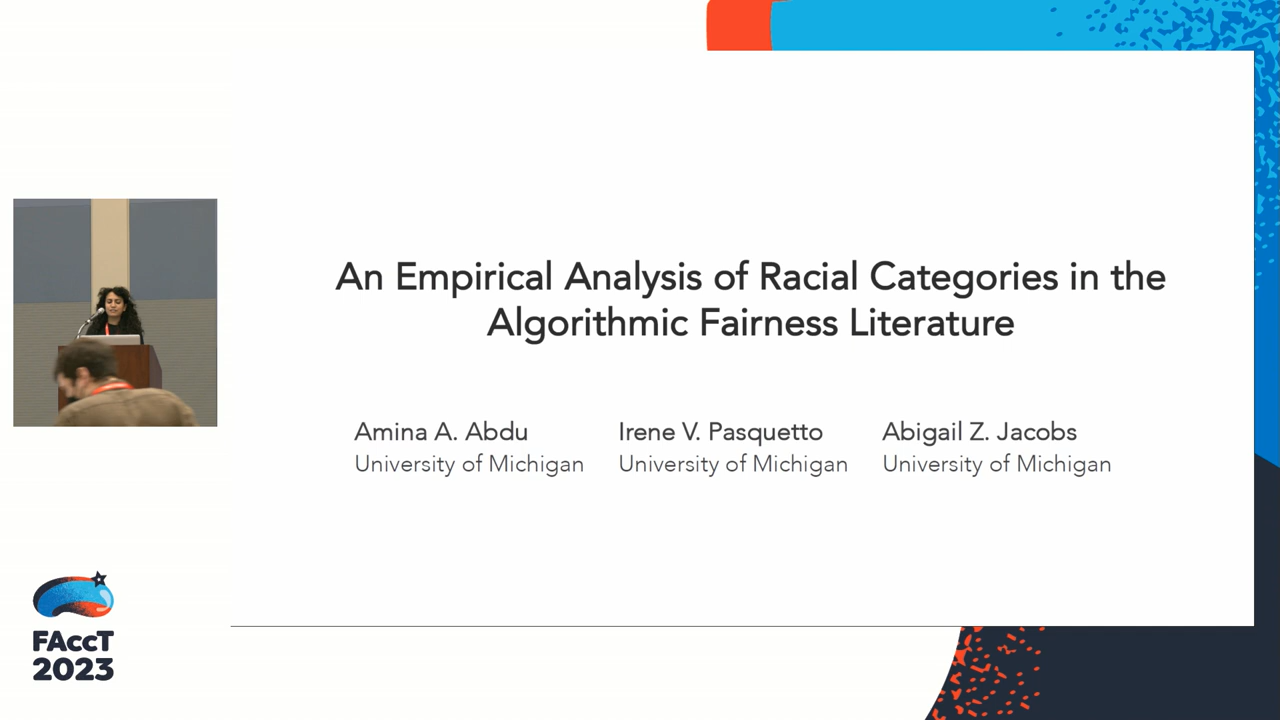 An Empirical Analysis of Racial Categories in the
Algorithmic Fairness Literature
Amina A. Abdu
University of Michigan
Irene V. Pasquetto
University of Michigan
Abigail Z. Jacobs
University of Michigan
FAccT
2023